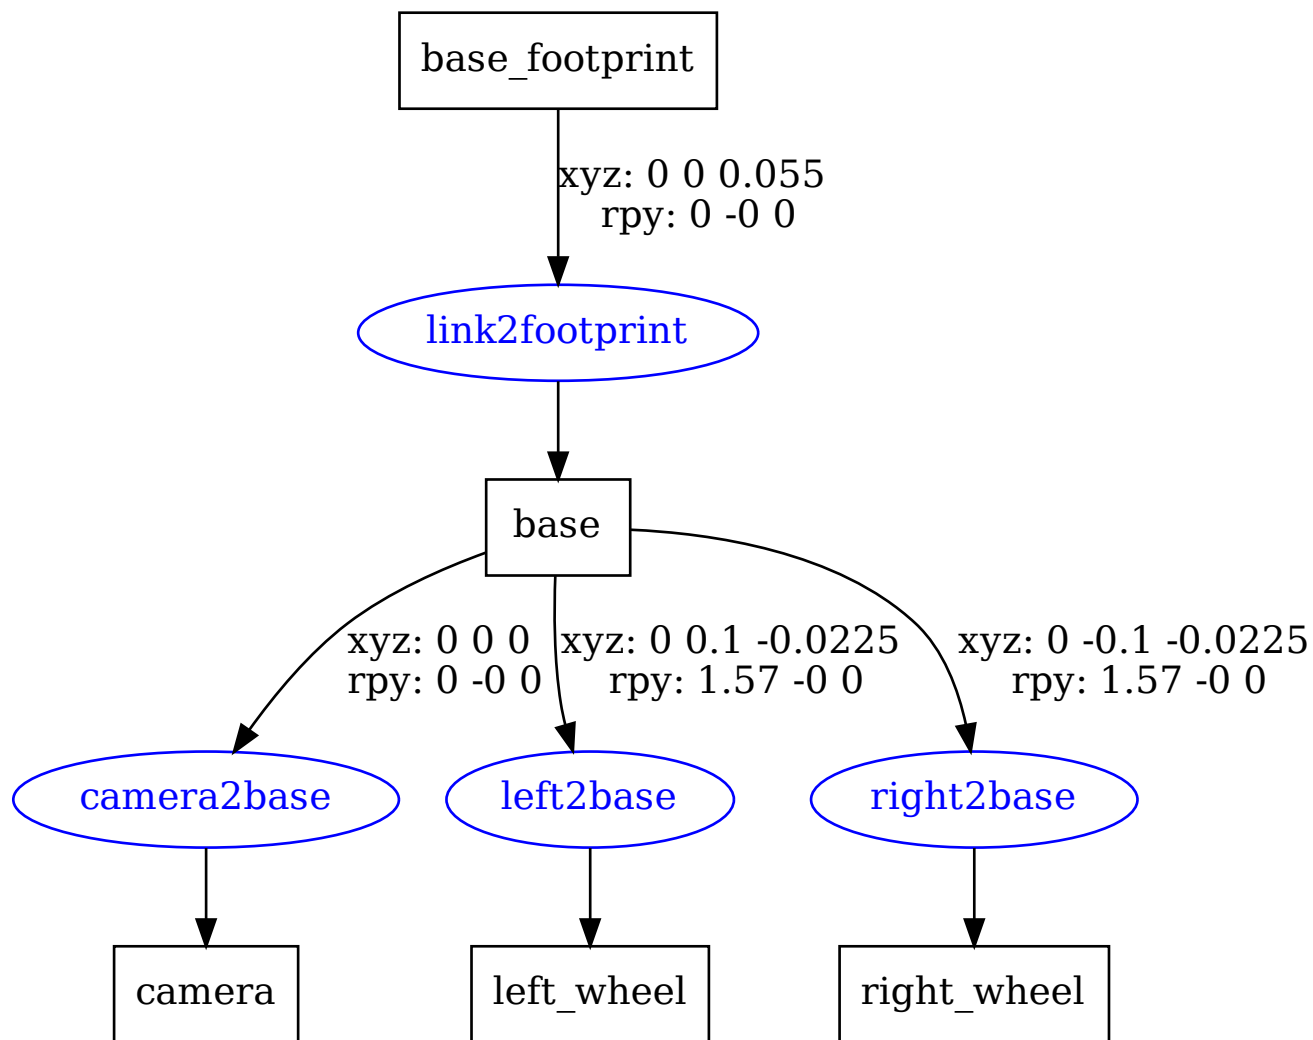 base_footprint
xyz: 0 0 0.055
rpy: 0 -0 0
link2footprint
base
xyz: 0 0 0
rpy: 0 -0 0
xyz: 0 0.1 -0.0225
rpy: 1.57 -0 0
xyz: 0 -0.1 -0.0225
rpy: 1.57 -0 0
camera2base
left2base
right2base
camera
left_wheel
right_wheel